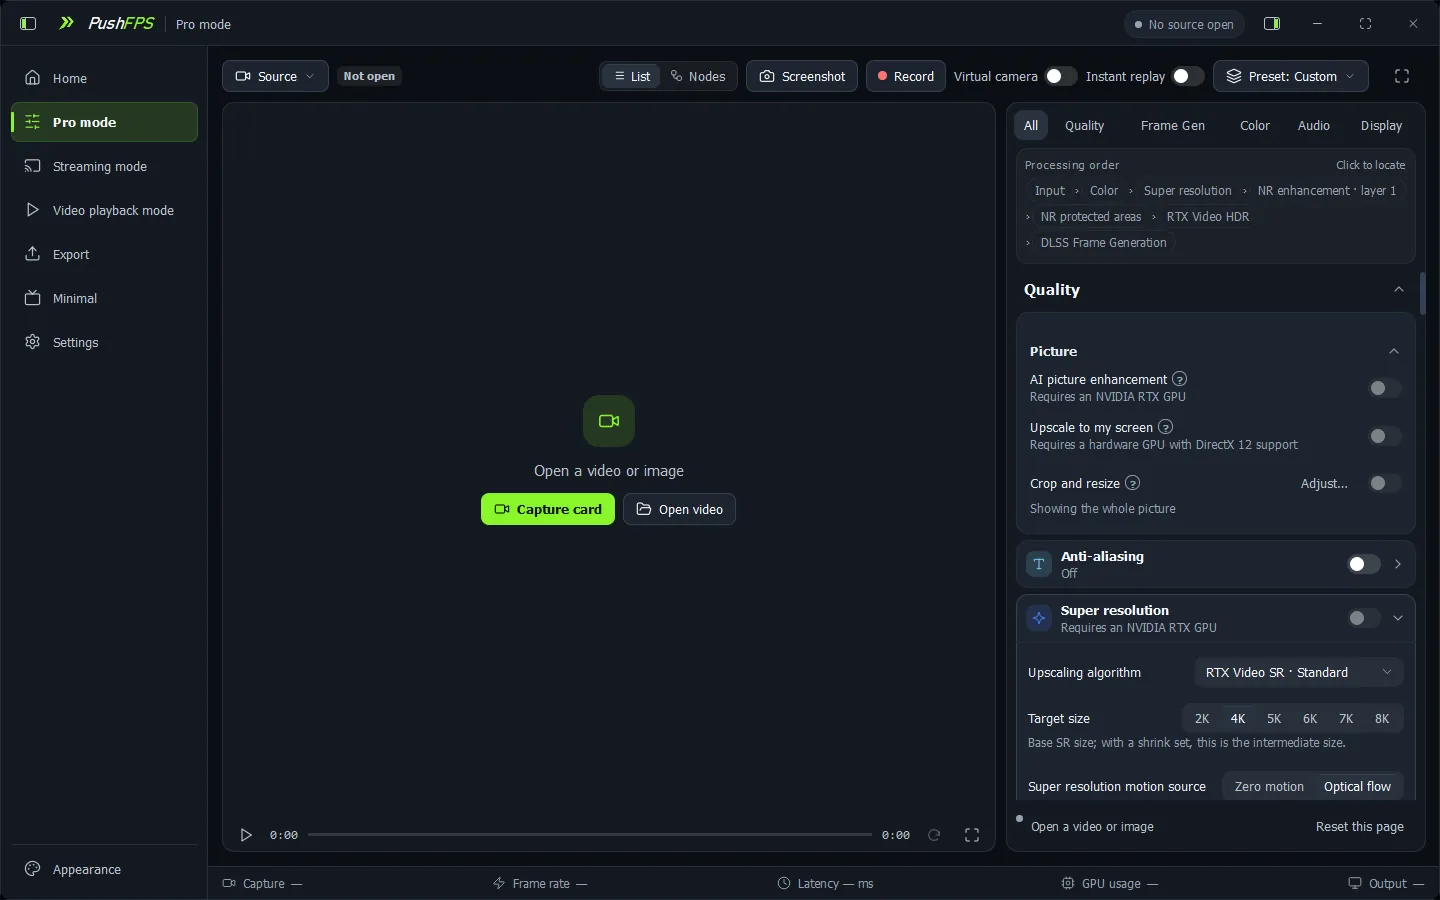 PushFPS
Pro mode
No source open
Home
Pro mode
Streaming mode
Video playback mode
Export
Minimal
Settings
Appearance
Source
Not open
List
Nodes
Screenshot
Record
Virtual camera
Instant replay
Preset: Custom
Open a video or image
Capture card
Open video
0:00
0:00
All
Quality
Frame Gen
Color
Audio
Display
Processing order
Click to locate
Input › Color › Super resolution › NR enhancement · layer 1
› NR protected areas › RTX Video HDR
› DLSS Frame Generation
Quality
Picture
AI picture enhancement ?
Requires an NVIDIA RTX GPU
Upscale to my screen ?
Requires a hardware GPU with DirectX 12 support
Crop and resize ?
Adjust...
Showing the whole picture
Anti-aliasing
Off
Super resolution
Requires an NVIDIA RTX GPU
Upscaling algorithm
RTX Video SR · Standard
Target size
2K 4K 5K 6K 7K 8K
Base SR size; with a shrink set, this is the intermediate size.
Super resolution motion source
Zero motion
Optical flow
Open a video or image
Reset this page
Capture —
Frame rate —
Latency — ms
GPU usage —
Output —